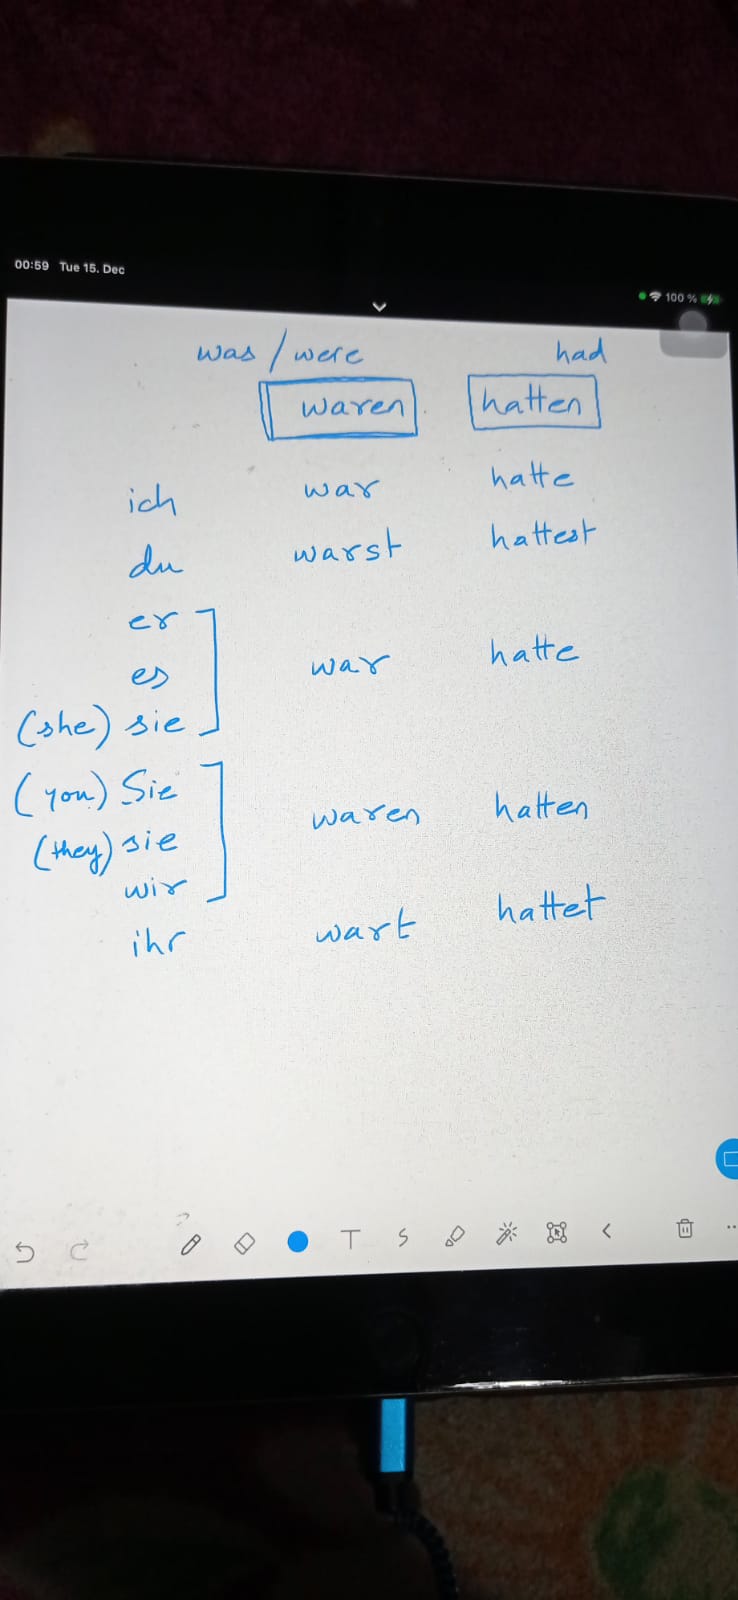 00:59 Tue 15. Dec
100 %
was / were had
waren hatten
ich war hatte
du warst hattest
er
es war hatte
(she) sie
(you) Sie
waren hatten
(they) sie
wir
ihr wart hattet
T